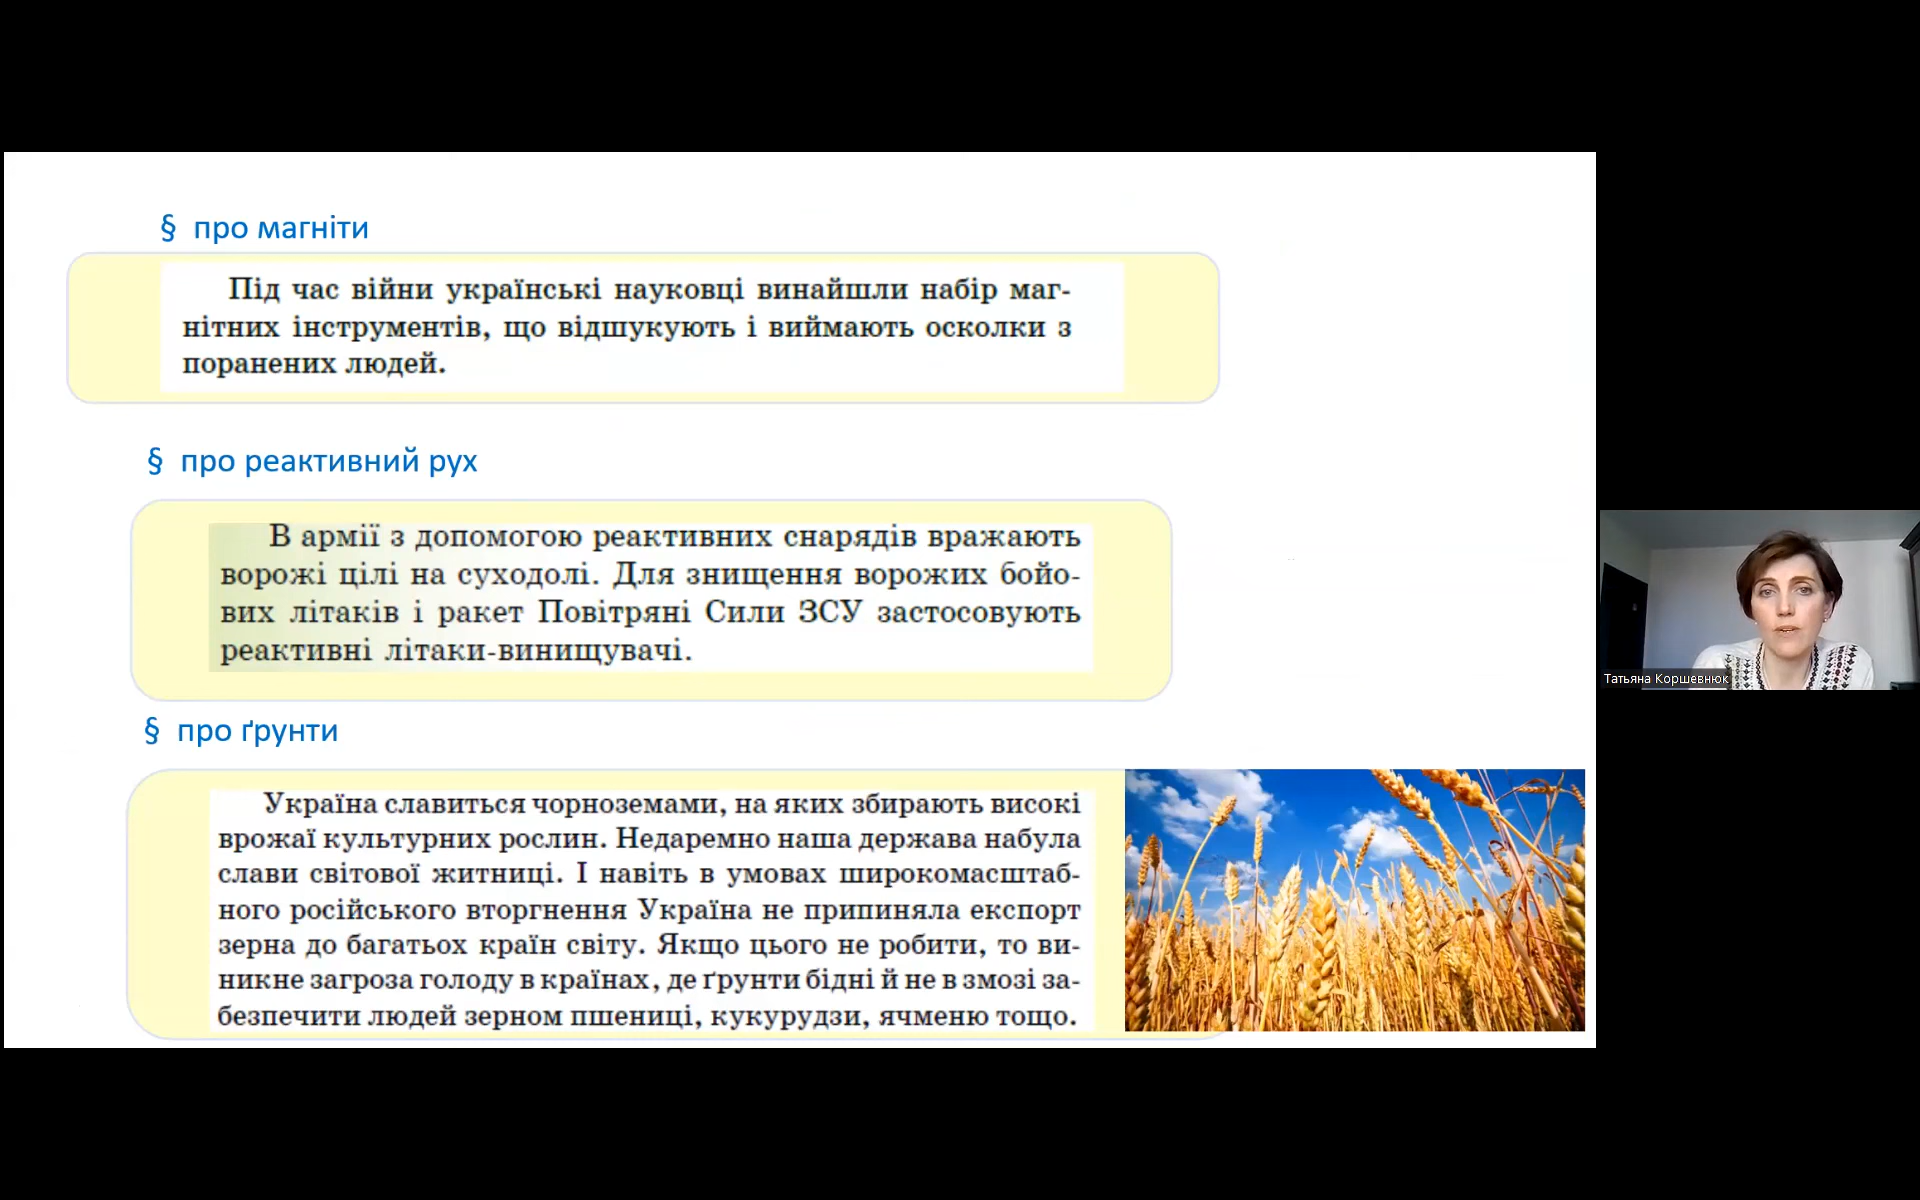 § про магніти
Під час війни українські науковці винайшли набір маг-
нітних інструментів, що відшукують і виймають осколки з
поранених людей.
§ про реактивний рух
В армії з допомогою реактивних снарядів вражають
ворожі цілі на суходолі. Для знищення ворожих бойо-
вих літаків і ракет Повітряні Сили ЗСУ застосовують
реактивні літаки-винищувачі.
§ про ґрунти
Україна славиться чорноземами, на яких збирають високі
врожаї культурних рослин. Недаремно наша держава набула
слави світової житниці. І навіть в умовах широкомасштаб-
ного російського вторгнення Україна не припиняла експорт
зерна до багатьох країн світу. Якщо цього не робити, то ви-
никне загроза голоду в країнах, де ґрунти бідні й не в змозі за-
безпечити людей зерном пшениці, кукурудзи, ячменю тощо.
Татьяна Коршевнюк